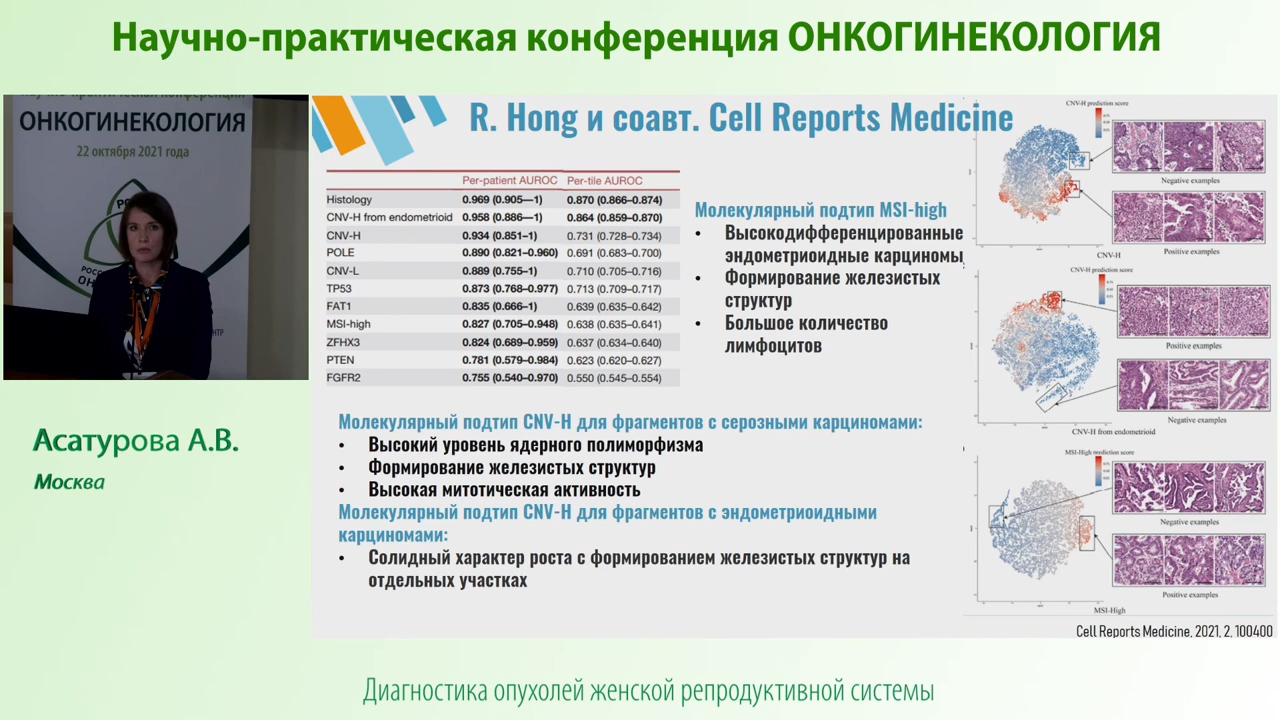 Научно-практическая конференция ОНКОГИНЕКОЛОГИЯ
ОНКОГИНЕКОЛОГИЯ
22 октября 2021 года
Асатурова А.В.
Москва
R. Hong и соавт. Cell Reports Medicine
Per-patient AUROC Per-tile AUROC
Histology 0.969 (0.905—1) 0.870 (0.866–0.874)
CNV-H from endometrioid 0.958 (0.886—1) 0.864 (0.859–0.870)
CNV-H 0.934 (0.851–1) 0.731 (0.728–0.734)
POLE 0.890 (0.821–0.960) 0.691 (0.683–0.700)
CNV-L 0.889 (0.755–1) 0.710 (0.705–0.716)
TP53 0.873 (0.768–0.977) 0.713 (0.709–0.717)
FAT1 0.835 (0.666–1) 0.639 (0.635–0.642)
MSI-high 0.827 (0.705–0.948) 0.638 (0.635–0.641)
ZFHX3 0.824 (0.689–0.959) 0.637 (0.634–0.640)
PTEN 0.781 (0.579–0.984) 0.623 (0.620–0.627)
FGFR2 0.755 (0.540–0.970) 0.550 (0.545–0.554)
Молекулярный подтип MSI-high
• Высокодифференцированные
эндометриоидные карциномы
• Формирование железистых
структур
• Большое количество
лимфоцитов
Молекулярный подтип CNV-H для фрагментов с серозными карциномами:
• Высокий уровень ядерного полиморфизма
• Формирование железистых структур
• Высокая митотическая активность
Молекулярный подтип CNV-H для фрагментов с эндометриоидными
карциномами:
• Солидный характер роста с формированием железистых структур на
отдельных участках
CNV-H prediction score
Negative examples
Positive examples
CNV-H
CNV-H prediction score
Positive examples
Negative examples
CNV-H from endometrioid
MSI-High prediction score
Negative examples
Positive examples
MSI-High
Cell Reports Medicine, 2021, 2, 100400
Диагностика опухолей женской репродуктивной системы